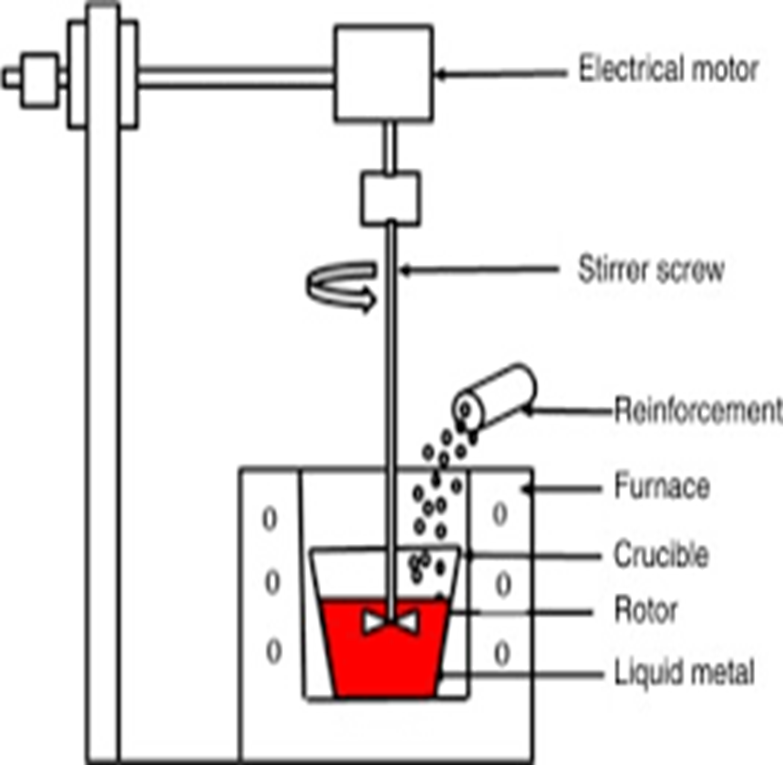 Electrical motor
Stirrer screw
Reinforcement
Furnace
Crucible
Rotor
Liquid metal